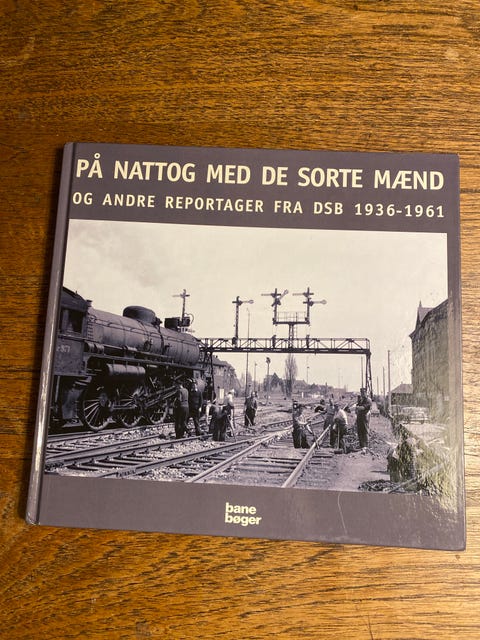 PÅ NATTOG MED DE SORTE MÆND
OG ANDRE REPORTAGER FRA DSB 1936-1961
bane
bøger